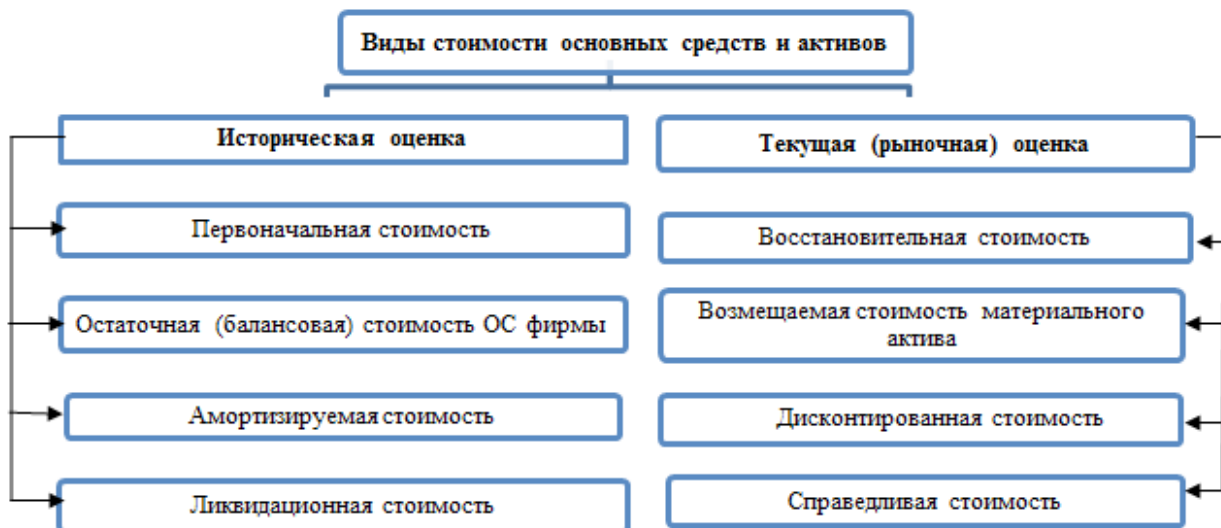 Виды стоимости основных средств и активов
Историческая оценка
Текущая (рыночная) оценка
Первоначальная стоимость
Восстановительная стоимость
Остаточная (балансовая) стоимость ОС фирмы
Возмещаемая стоимость материального
актива
Амортизируемая стоимость
Дисконтированная стоимость
Ликвидационная стоимость
Справедливая стоимость